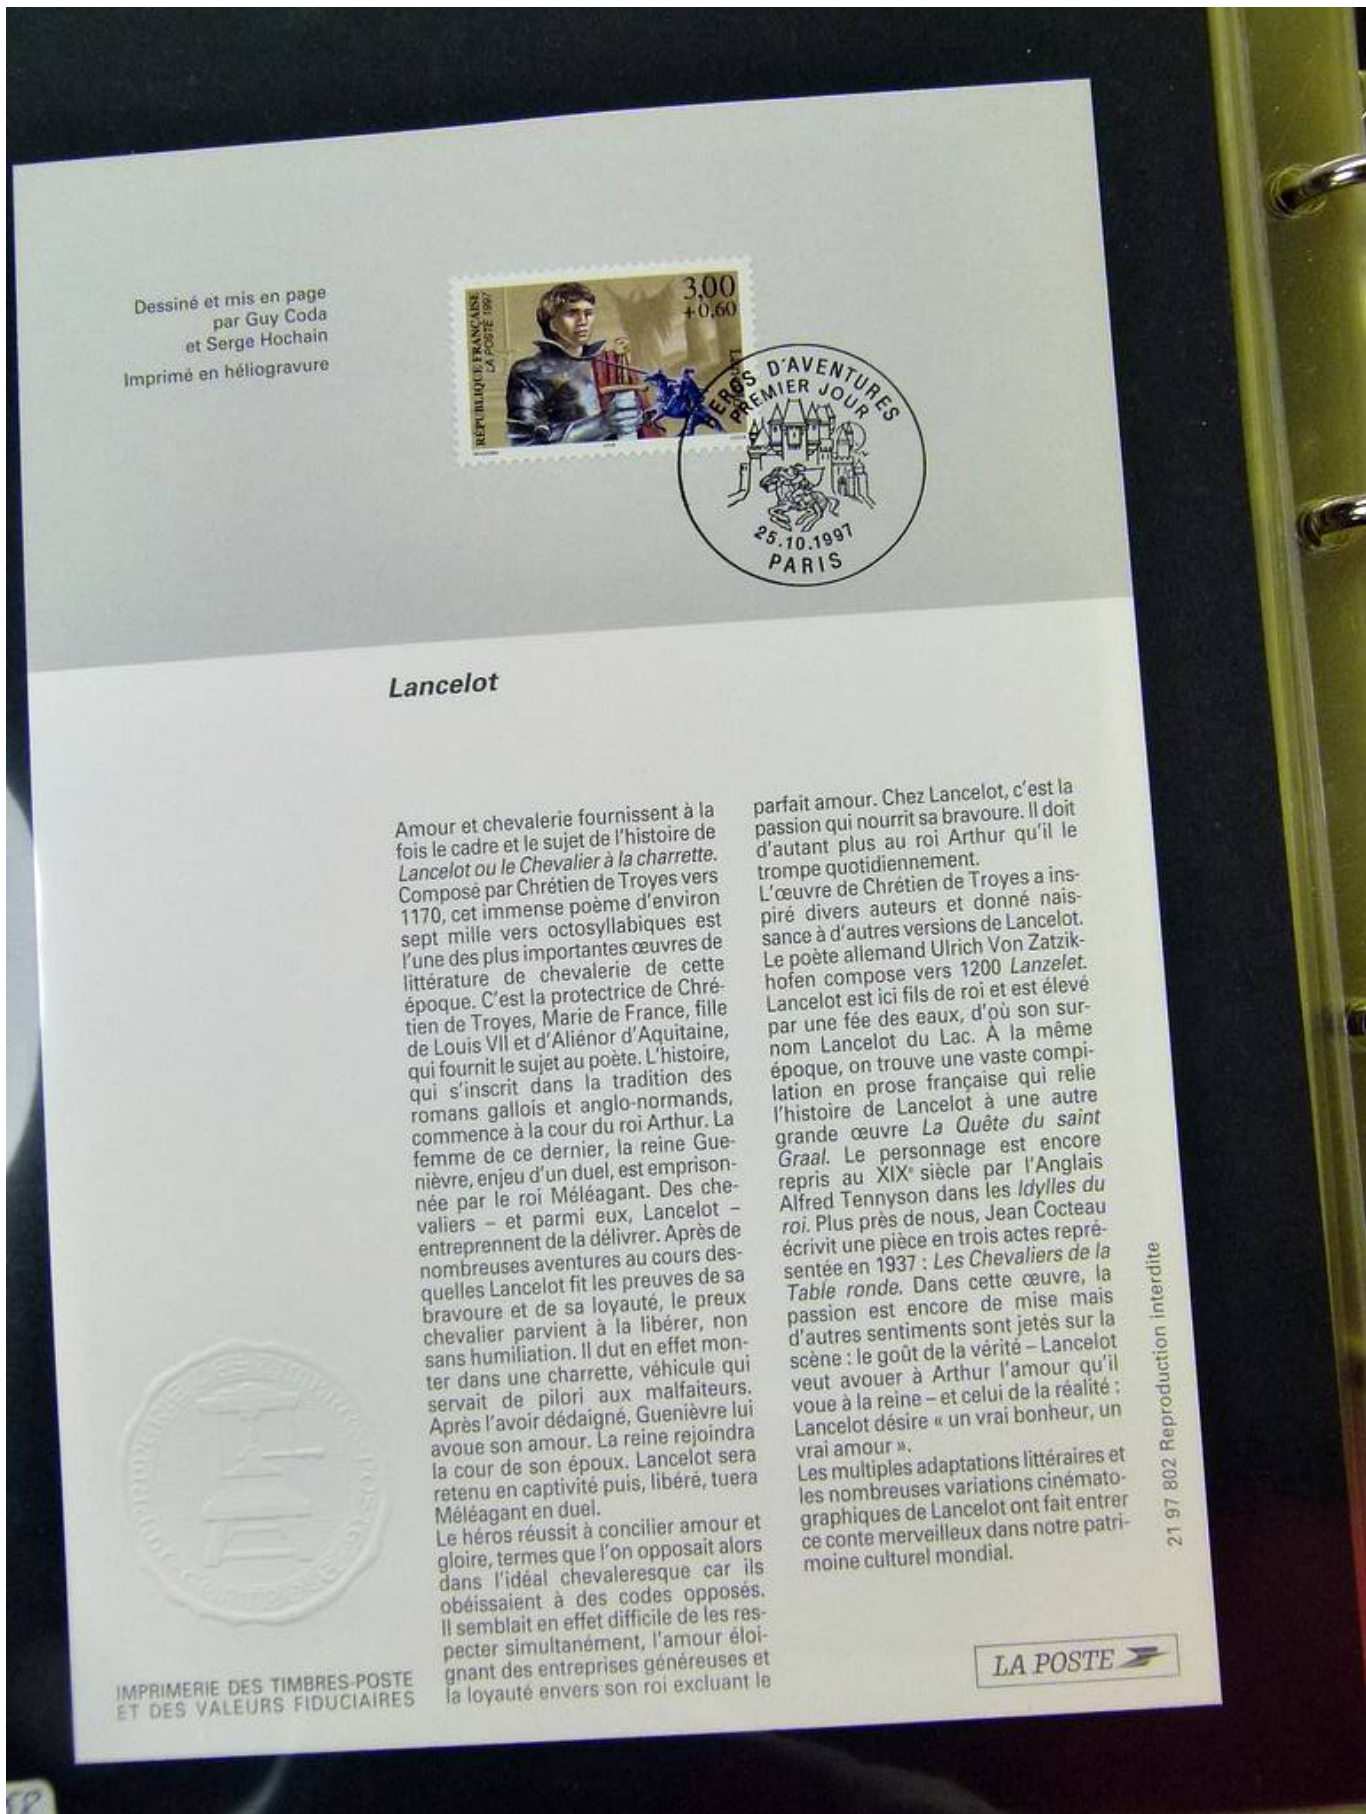 Dessiné et mis en page
par Guy Coda
et Serge Hochain
Imprimé en héliogravure
RÉPUBLIQUE FRANÇAISE
LA POSTE 1997
3,00
+0,60
HEROS D'AVENTURES
PREMIER JOUR
25.10.1997
PARIS
Lancelot
Amour et chevalerie fournissent à la
fois le cadre et le sujet de l'histoire de
Lancelot ou le Chevalier à la charrette.
Composé par Chrétien de Troyes vers
1170, cet immense poème d'environ
sept mille vers octosyllabiques est
l'une des plus importantes œuvres de
littérature de chevalerie de cette
époque. C'est la protectrice de Chré-
tien de Troyes, Marie de France, fille
de Louis VII et d'Aliénor d'Aquitaine,
qui fournit le sujet au poète. L'histoire,
qui s'inscrit dans la tradition des
romans gallois et anglo-normands,
commence à la cour du roi Arthur. La
femme de ce dernier, la reine Gue-
nièvre, enjeu d'un duel, est emprison-
née par le roi Méléagant. Des che-
valiers – et parmi eux, Lancelot –
entreprennent de la délivrer. Après de
nombreuses aventures au cours des-
quelles Lancelot fit les preuves de sa
bravoure et de sa loyauté, le preux
chevalier parvient à la libérer, non
sans humiliation. Il dut en effet mon-
ter dans une charrette, véhicule qui
servait de pilori aux malfaiteurs.
Après l'avoir dédaigné, Guenièvre lui
avoue son amour. La reine rejoindra
la cour de son époux. Lancelot sera
retenu en captivité puis, libéré, tuera
Méléagant en duel.
Le héros réussit à concilier amour et
gloire, termes que l'on opposait alors
dans l'idéal chevaleresque car ils
obéissaient à des codes opposés.
Il semblait en effet difficile de les res-
pecter simultanément, l'amour éloi-
gnant des entreprises généreuses et
la loyauté envers son roi excluant le
parfait amour. Chez Lancelot, c'est la
passion qui nourrit sa bravoure. Il doit
d'autant plus au roi Arthur qu'il le
trompe quotidiennement.
L'œuvre de Chrétien de Troyes a ins-
piré divers auteurs et donné nais-
sance à d'autres versions de Lancelot.
Le poète allemand Ulrich Von Zatzik-
hofen compose vers 1200 Lanzelet.
Lancelot est ici fils de roi et est élevé
par une fée des eaux, d'où son sur-
nom Lancelot du Lac. À la même
époque, on trouve une vaste compi-
lation en prose française qui relie
l'histoire de Lancelot à une autre
grande œuvre La Quête du saint
Graal. Le personnage est encore
repris au XIXe siècle par l'Anglais
Alfred Tennyson dans les Idylles du
roi. Plus près de nous, Jean Cocteau
écrivit une pièce en trois actes repré-
sentée en 1937 : Les Chevaliers de la
Table ronde. Dans cette œuvre, la
passion est encore de mise mais
d'autres sentiments sont jetés sur la
scène : le goût de la vérité – Lancelot
veut avouer à Arthur l'amour qu'il
voue à la reine – et celui de la réalité :
Lancelot désire « un vrai bonheur, un
vrai amour ».
Les multiples adaptations littéraires et
les nombreuses variations cinémato-
graphiques de Lancelot ont fait entrer
ce conte merveilleux dans notre patri-
moine culturel mondial.
21 97 802 Reproduction interdite
IMPRIMERIE DES TIMBRES-POSTE
ET DES VALEURS FIDUCIAIRES
LA POSTE